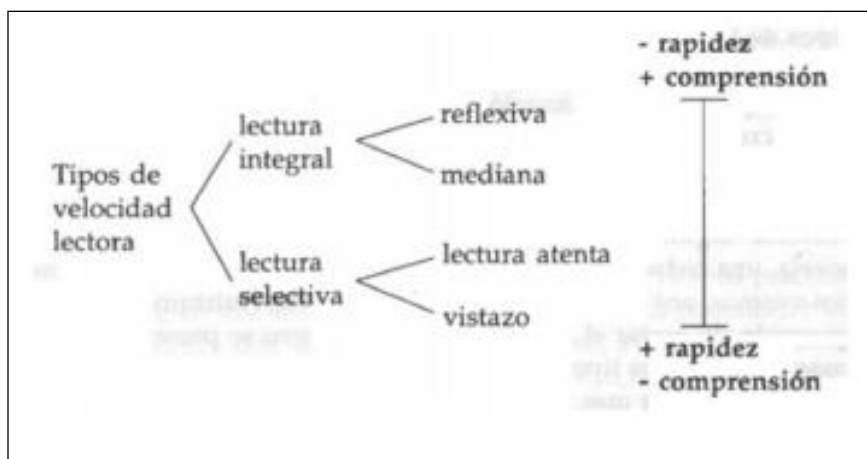 - rapidez
+ comprensión
lectura
integral
reflexiva
mediana
Tipos de
velocidad
lectora
lectura
selectiva
lectura atenta
vistazo
+ rapidez
- comprensión